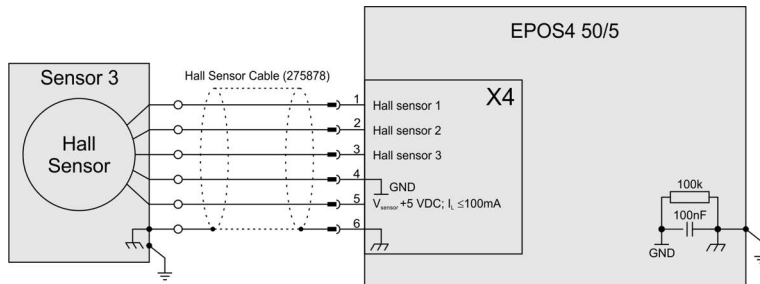 EPOS4 50/5
Sensor 3
Hall Sensor Cable (275878)
X4
Hall
Sensor
1 Hall sensor 1
2 Hall sensor 2
3 Hall sensor 3
4 GND
5 Vsensor +5 VDC; IL ≤100mA
6
100k
100nF
GND